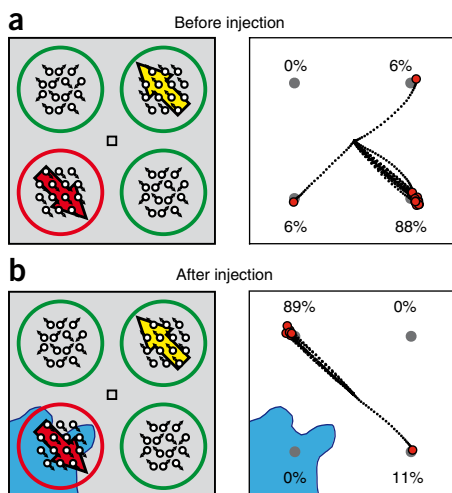 a
Before injection
0%
6%
6%
88%
b
After injection
89%
0%
0%
11%